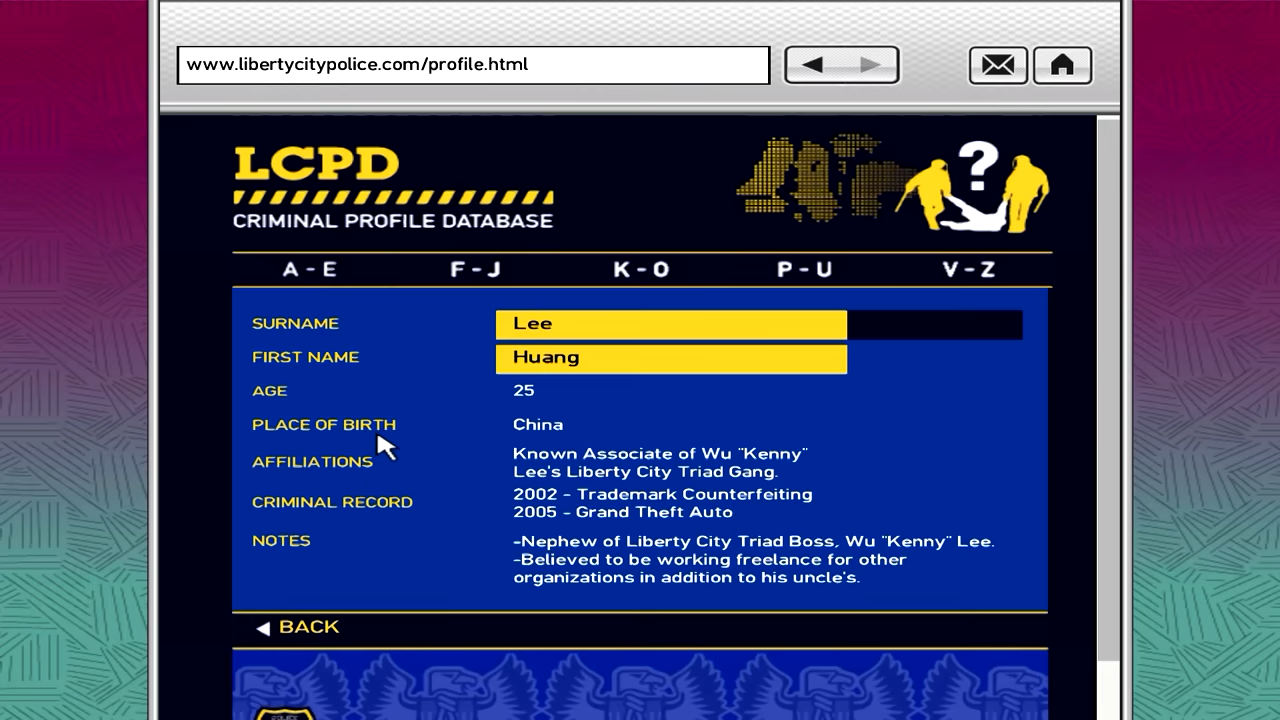 www.libertycitypolice.com/profile.html
LCPD
CRIMINAL PROFILE DATABASE
?
A - E F - J K - O P - U V - Z
SURNAME Lee
FIRST NAME Huang
AGE 25
PLACE OF BIRTH China
AFFILIATIONS Known Associate of Wu "Kenny"
Lee's Liberty City Triad Gang.
CRIMINAL RECORD 2002 - Trademark Counterfeiting
2005 - Grand Theft Auto
NOTES -Nephew of Liberty City Triad Boss, Wu "Kenny" Lee.
-Believed to be working freelance for other
organizations in addition to his uncle's.
BACK
POLICE